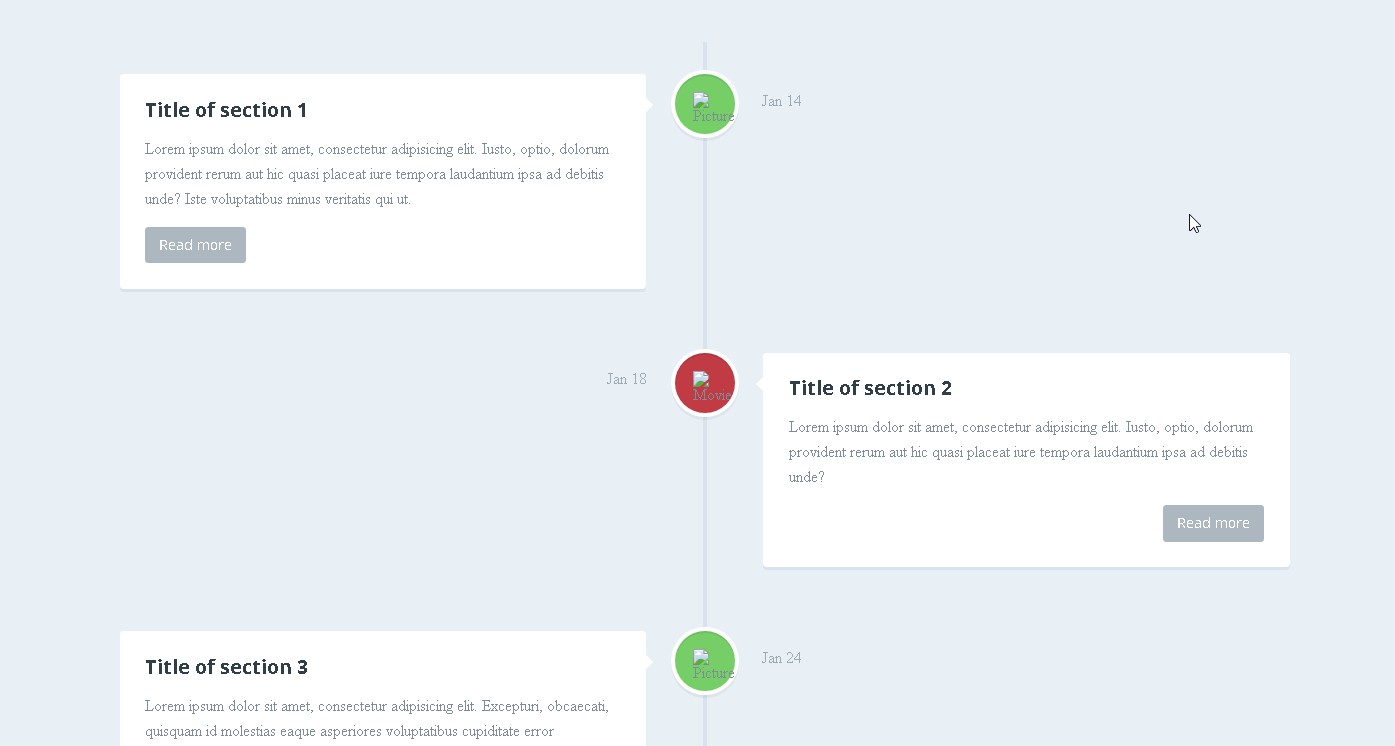 Title of section 1
Lorem ipsum dolor sit amet, consectetur adipisicing elit. Iusto, optio, dolorum
provident rerum aut hic quasi placeat iure tempora laudantium ipsa ad debitis
unde? Iste voluptatibus minus veritatis qui ut.
Read more
Picture
Jan 14
Jan 18
Movie
Title of section 2
Lorem ipsum dolor sit amet, consectetur adipisicing elit. Iusto, optio, dolorum
provident rerum aut hic quasi placeat iure tempora laudantium ipsa ad debitis
unde?
Read more
Title of section 3
Lorem ipsum dolor sit amet, consectetur adipisicing elit. Excepturi, obcaecati,
quisquam id molestias eaque asperiores voluptatibus cupiditate error
Picture
Jan 24